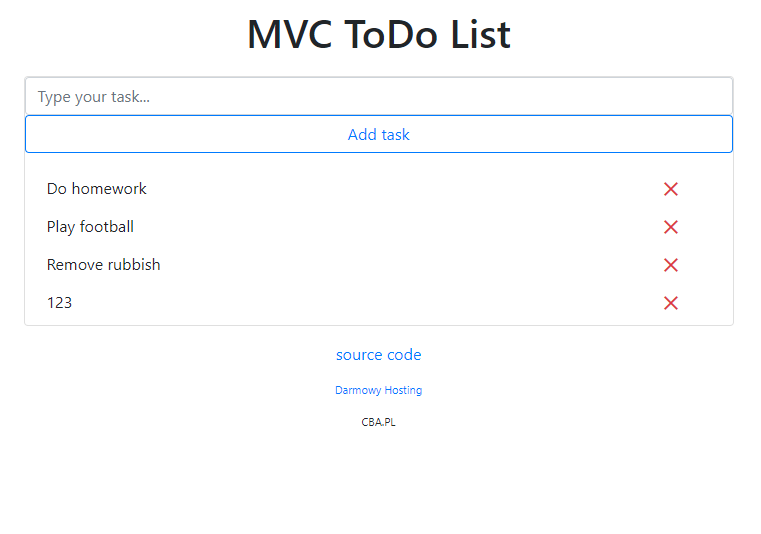 MVC ToDo List
Type your task...
Add task
Do homework
Play football
Remove rubbish
123
source code
Darmowy Hosting
CBA.PL